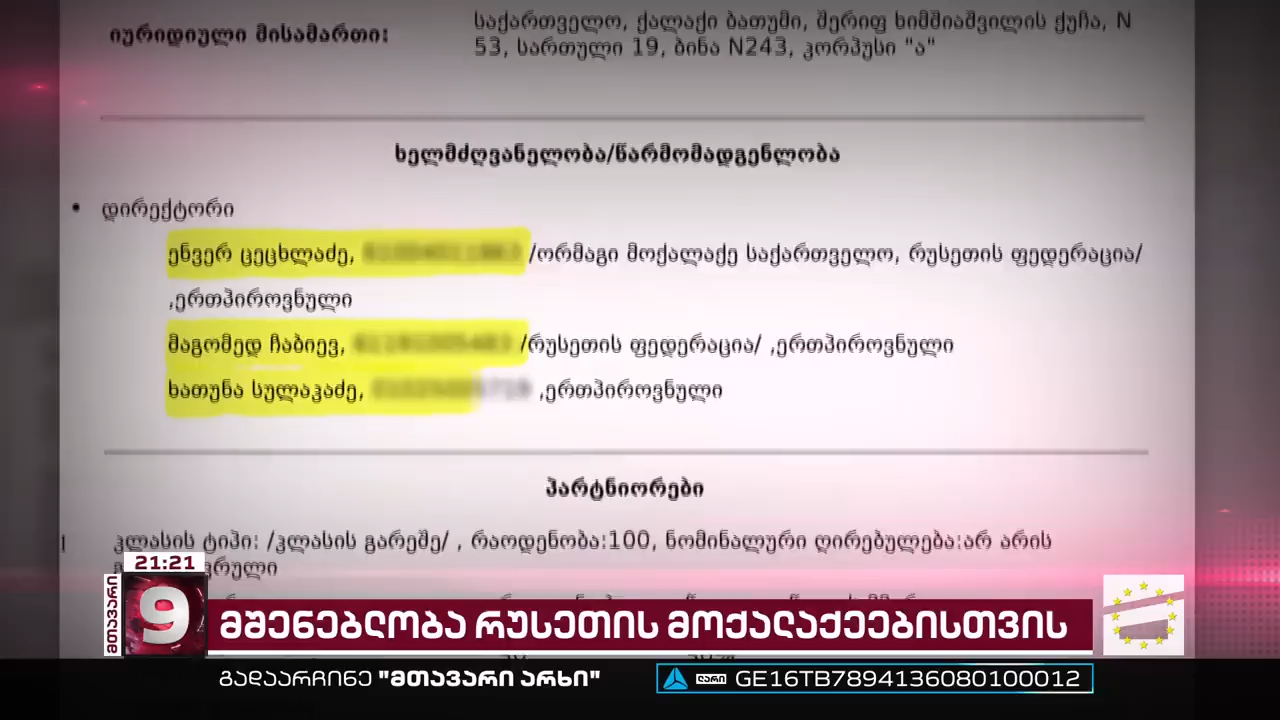 იურიდიული მისამართი:
საქართველო, ქალაქი ბათუმი, შერიფ ხიმშიაშვილის ქუჩა, N
53, სართული 19, ბინა N243, კორპუსი "ა"
ხელმძღვანელობა/წარმომადგენლობა
• დირექტორი
ენვერ ცეცხლაძე, /ორმაგი მოქალაქე საქართველო, რუსეთის ფედერაცია/
,ერთპიროვნული
მაგომედ ჩაბიევ, /რუსეთის ფედერაცია/ ,ერთპიროვნული
ხათუნა სულაკაძე, ,ერთპიროვნული
პარტნიორები
კლასის ტიპი: /კლასის გარეშე/ , რაოდენობა:100, ნომინალური ღირებულება:არ არის
21:21
მთავარი
9
მშენებლობა რუსეთის მოქალაქეებისთვის
გადაარჩინე "მთავარი არხი"
ლარი GE16TB7894136080100012